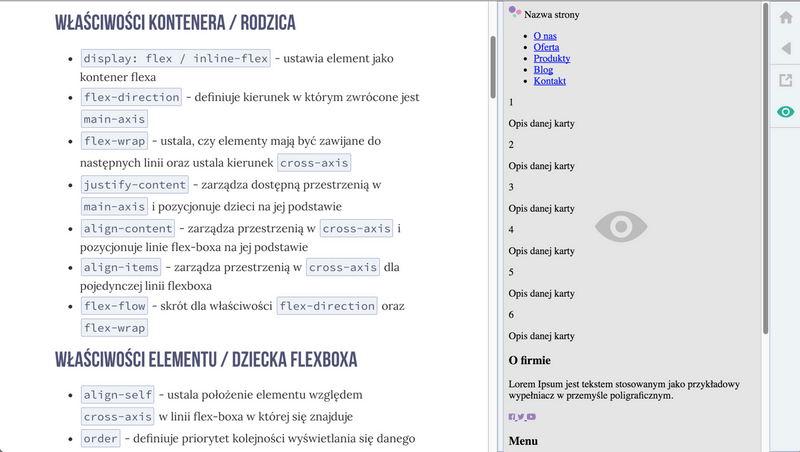 WŁAŚCIWOŚCI KONTENERA / RODZICA
display: flex / inline-flex - ustawia element jako
kontener flexa
flex-direction - definiuje kierunek w którym zwrócone jest
main-axis
flex-wrap - ustala, czy elementy mają być zawijane do
następnych linii oraz ustala kierunek cross-axis
justify-content - zarządza dostępną przestrzenią w
main-axis i pozycjonuje dzieci na jej podstawie
align-content - zarządza przestrzenią w cross-axis i
pozycjonuje linie flex-boxa na jej podstawie
align-items - zarządza przestrzenią w cross-axis dla
pojedynczej linii flexboxa
flex-flow - skrót dla właściwości flex-direction oraz
flex-wrap
WŁAŚCIWOŚCI ELEMENTU / DZIECKA FLEXBOXA
align-self - ustala położenie elementu względem
cross-axis w linii flex-boxa w której się znajduje
order - definiuje priorytet kolejności wyświetlania się danego
Nazwa strony
O nas
Oferta
Produkty
Blog
Kontakt
1
Opis danej karty
2
Opis danej karty
3
Opis danej karty
4
Opis danej karty
5
Opis danej karty
6
Opis danej karty
O firmie
Lorem Ipsum jest tekstem stosowanym jako przykładowy
wypełniacz w przemyśle poligraficznym.
Menu